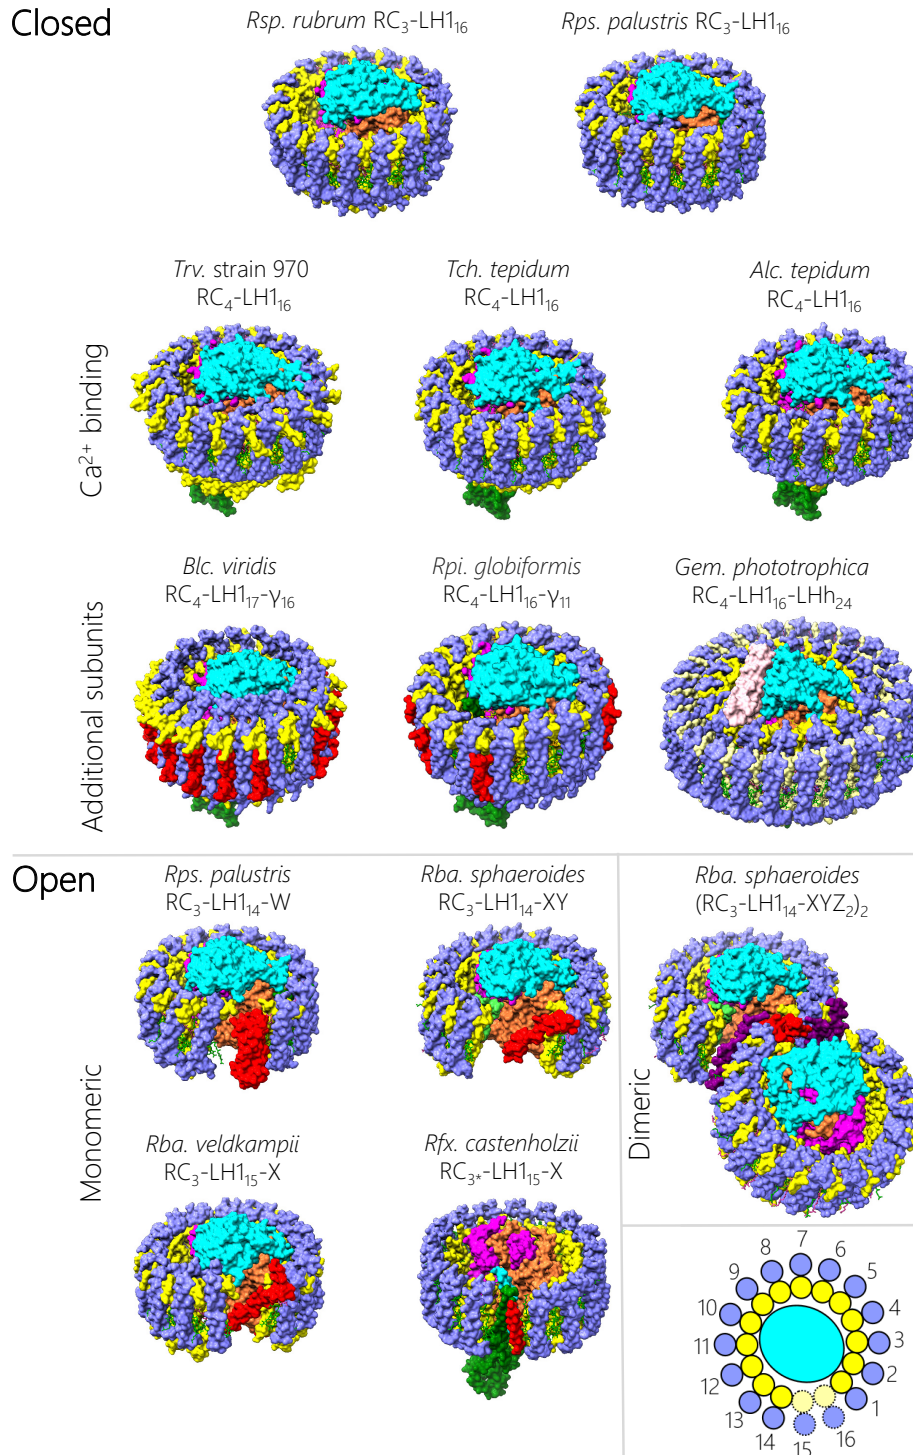 Closed
Rsp. rubrum RC₃-LH1₁₆
Rps. palustris RC₃-LH1₁₆
Ca²⁺ binding
Trv. strain 970
RC₄-LH1₁₆
Tch. tepidum
RC₄-LH1₁₆
Alc. tepidum
RC₄-LH1₁₆
Additional subunits
Blc. viridis
RC₄-LH1₁₇-γ₁₆
Rpi. globiformis
RC₄-LH1₁₆-γ₁₁
Gem. phototrophica
RC₄-LH1₁₆-LHh₂₄
Open
Monomeric
Rps. palustris
RC₃-LH1₁₄-W
Rba. sphaeroides
RC₃-LH1₁₄-XY
Rba. veldkampii
RC₃-LH1₁₅-X
Rfx. castenholzii
RC₃*-LH1₁₅-X
Dimeric
Rba. sphaeroides
(RC₃-LH1₁₄-XYZ₂)₂
7
8
6
9
5
10
4
11
3
12
2
13
1
14
15
16